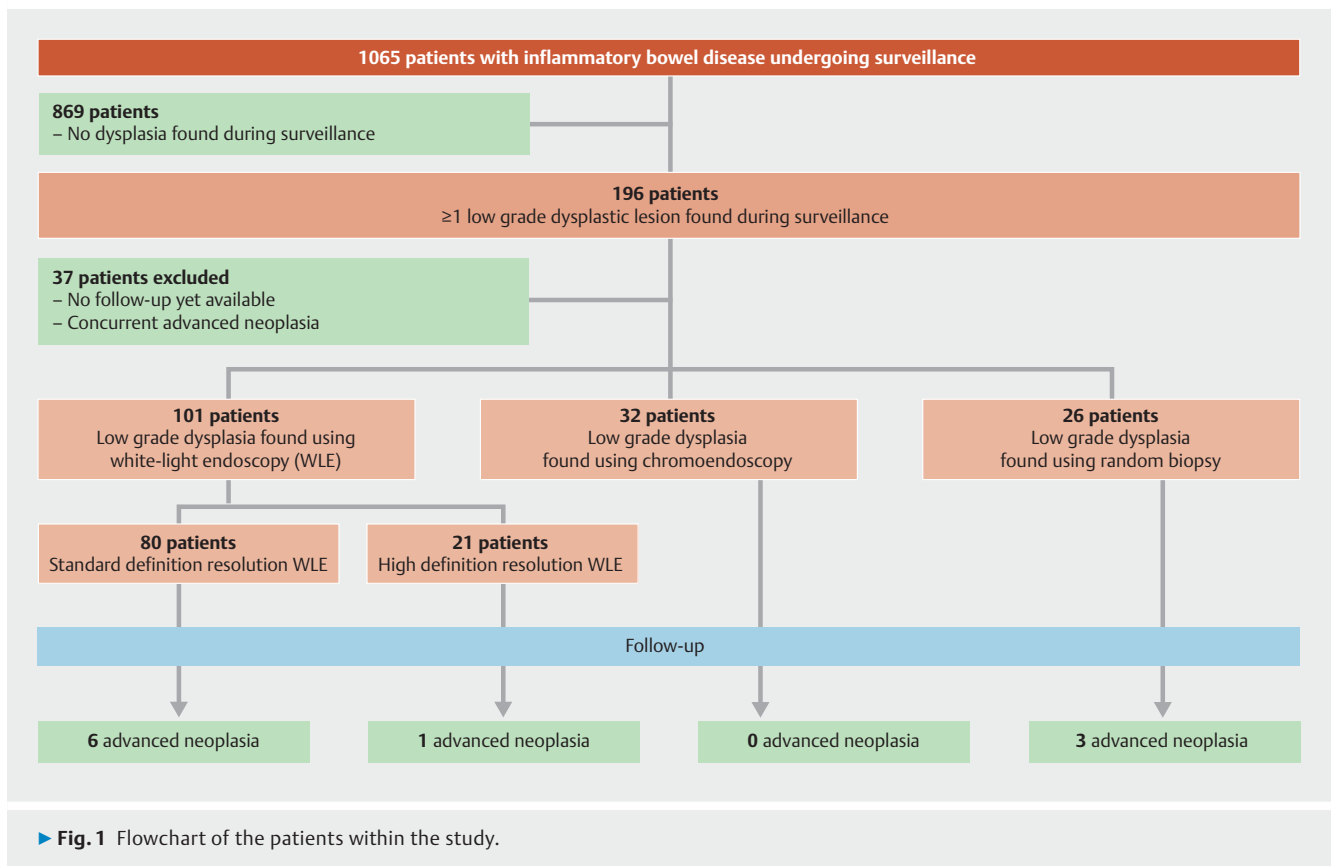 1065 patients with inflammatory bowel disease undergoing surveillance
869 patients
– No dysplasia found during surveillance
196 patients
≥1 low grade dysplastic lesion found during surveillance
37 patients excluded
– No follow-up yet available
– Concurrent advanced neoplasia
101 patients
Low grade dysplasia found using
white-light endoscopy (WLE)
32 patients
Low grade dysplasia
found using chromoendoscopy
26 patients
Low grade dysplasia
found using random biopsy
80 patients
Standard definition resolution WLE
21 patients
High definition resolution WLE
Follow-up
6 advanced neoplasia
1 advanced neoplasia
0 advanced neoplasia
3 advanced neoplasia
▶ Fig. 1 Flowchart of the patients within the study.